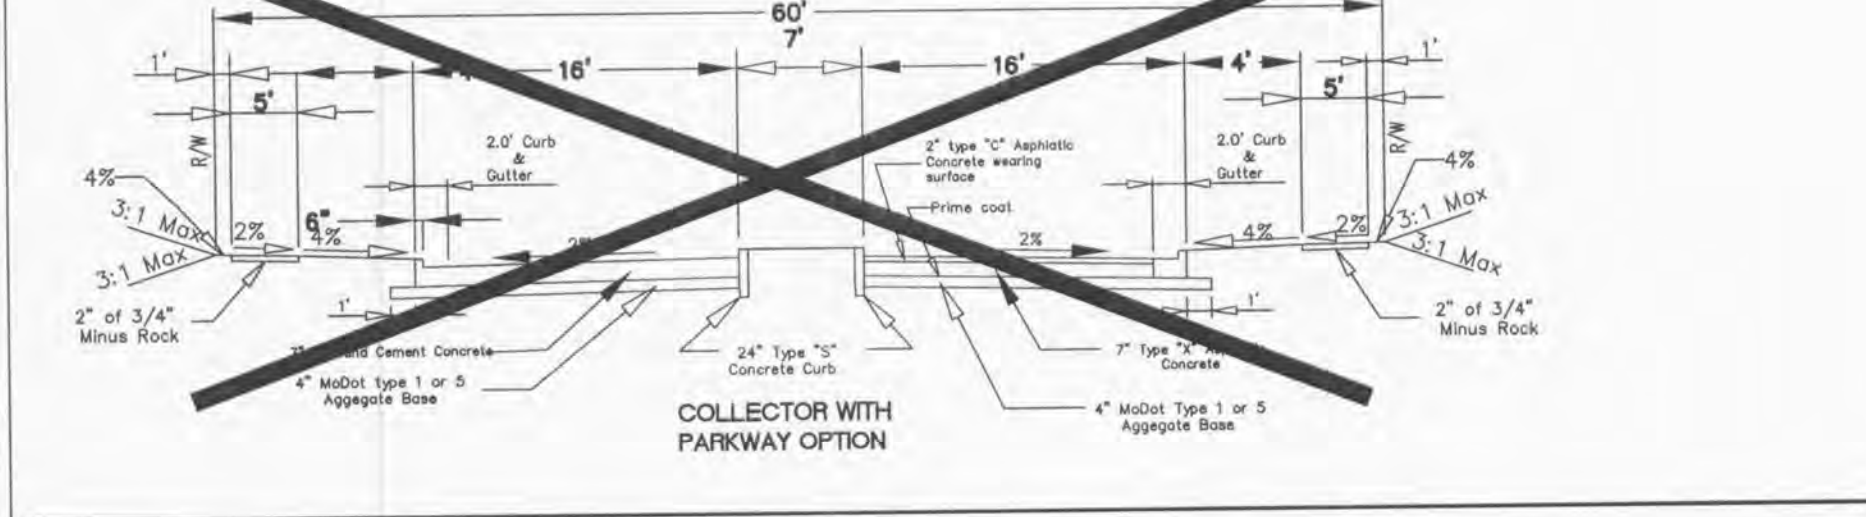 60'
7'
1'
16'
16'
4'
1'
5'
5'
R/W
R/W
2.0' Curb
&
Gutter
2" type "C" Asphlatic
Concrete wearing
surface
2.0' Curb
&
Gutter
4%
4%
3:1 Max
3:1 Max
6"
Prime coat
2%
4%
2%
4%
2%
3:1 Max
3:1 Max
2" of 3/4"
Minus Rock
1'
1'
2" of 3/4"
Minus Rock
Cement Concrete
24" Type "S"
Concrete Curb
7" Type "X"
Concrete
4" MoDot type 1 or 5
Aggegate Base
4" MoDot Type 1 or 5
Aggegate Base
COLLECTOR WITH
PARKWAY OPTION